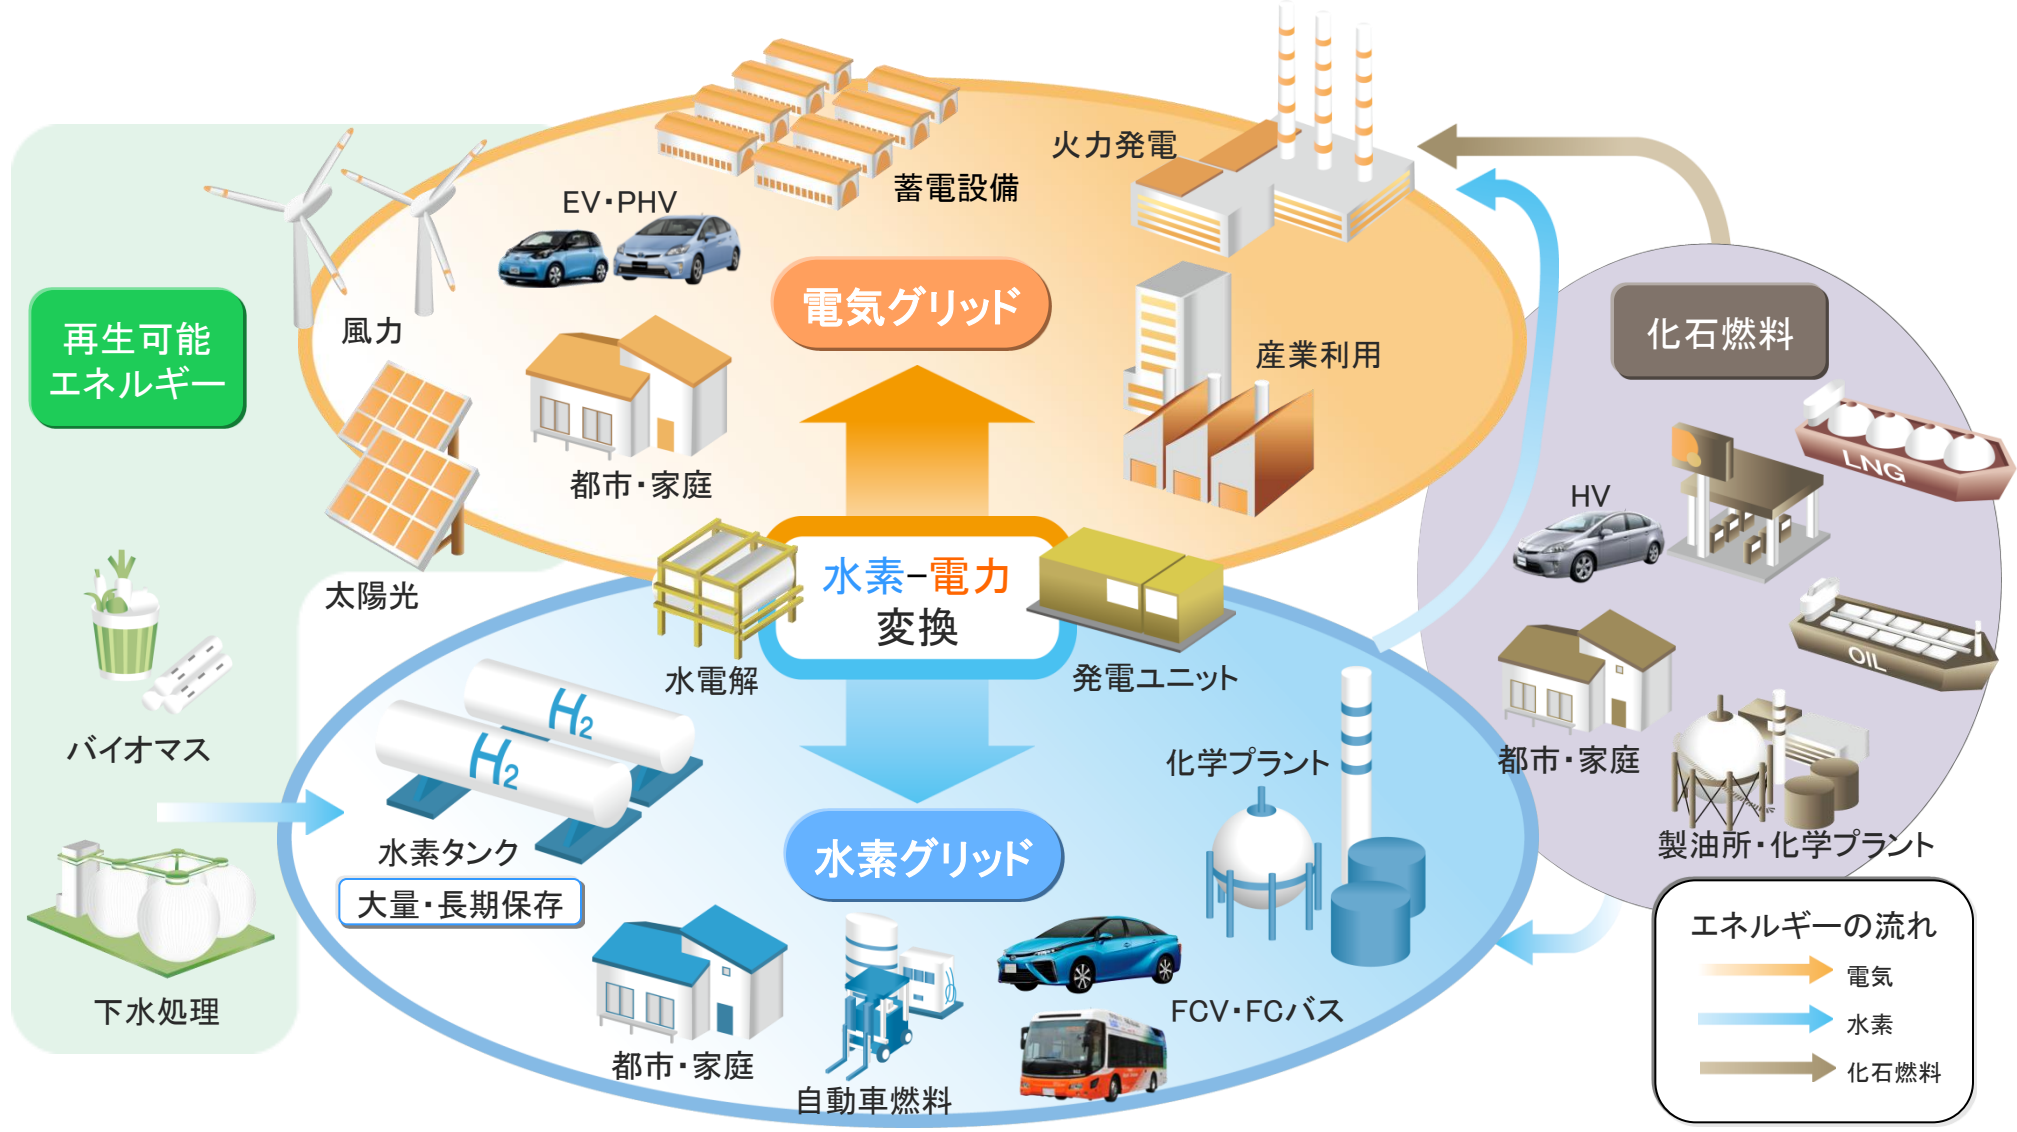 火力発電
蓄電設備
EV・PHV
電気グリッド
風力
再生可能
エネルギー
産業利用
化石燃料
都市・家庭
LNG
HV
水素-電力
変換
太陽光
水電解
発電ユニット
OIL
H2
H2
バイオマス
化学プラント
都市・家庭
水素タンク
大量・長期保存
水素グリッド
製油所・化学プラント
下水処理
都市・家庭
自動車燃料
FCV・FCバス
エネルギーの流れ
電気
水素
化石燃料